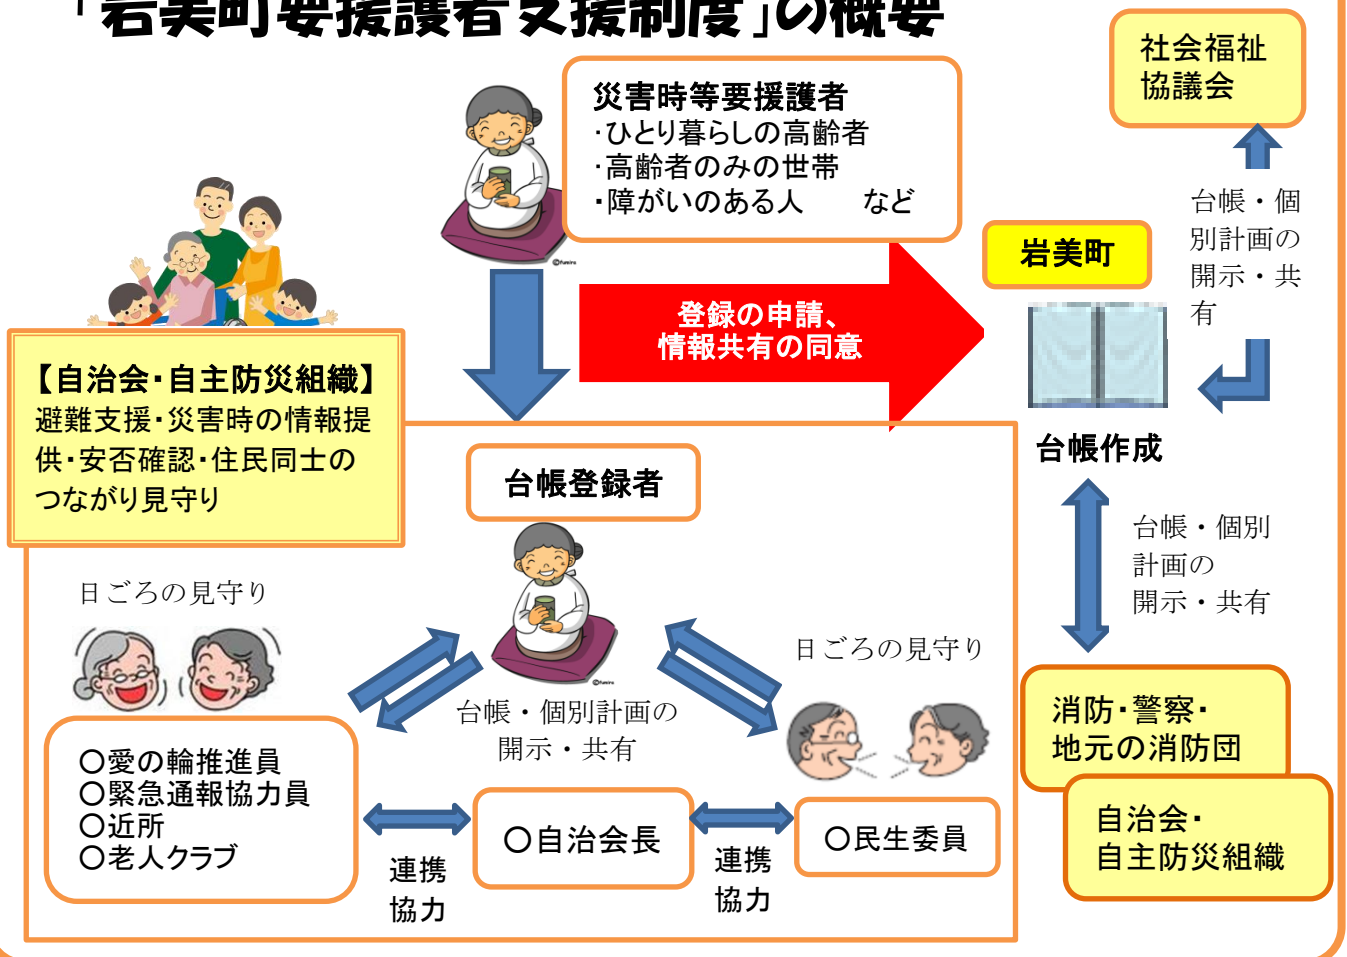 「岩美町要援護者支援制度」の概要
社会福祉
協議会
災害時等要援護者
・ひとり暮らしの高齢者
・高齢者のみの世帯
・障がいのある人　　など
©fumira
台帳・個
別計画の
開示・共
有
岩美町
登録の申請、
情報共有の同意
【自治会・自主防災組織】
避難支援・災害時の情報提
供・安否確認・住民同士の
つながり見守り
台帳作成
台帳登録者
台帳・個別
計画の
開示・共有
日ごろの見守り
日ごろの見守り
©fumira
台帳・個別計画の
開示・共有
消防・警察・
地元の消防団
〇愛の輪推進員
〇緊急通報協力員
〇近所
〇老人クラブ
〇自治会長
〇民生委員
自治会・
自主防災組織
連携
協力
連携
協力